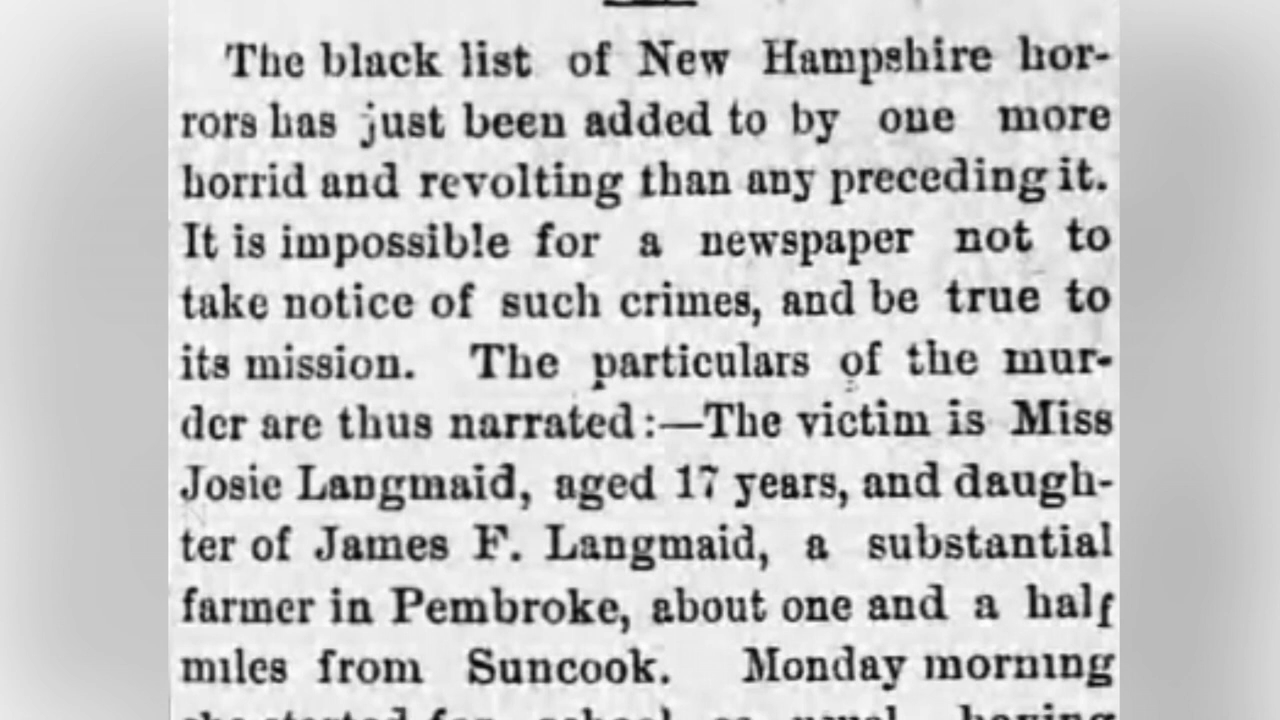 The black list of New Hampshire hor-
rors has just been added to by one more
horrid and revolting than any preceding it.
It is impossible for a newspaper not to
take notice of such crimes, and be true to
its mission. The particulars of the mur-
der are thus narrated:—The victim is Miss
Josie Langmaid, aged 17 years, and daugh-
ter of James F. Langmaid, a substantial
farmer in Pembroke, about one and a half
miles from Suncook. Monday morning